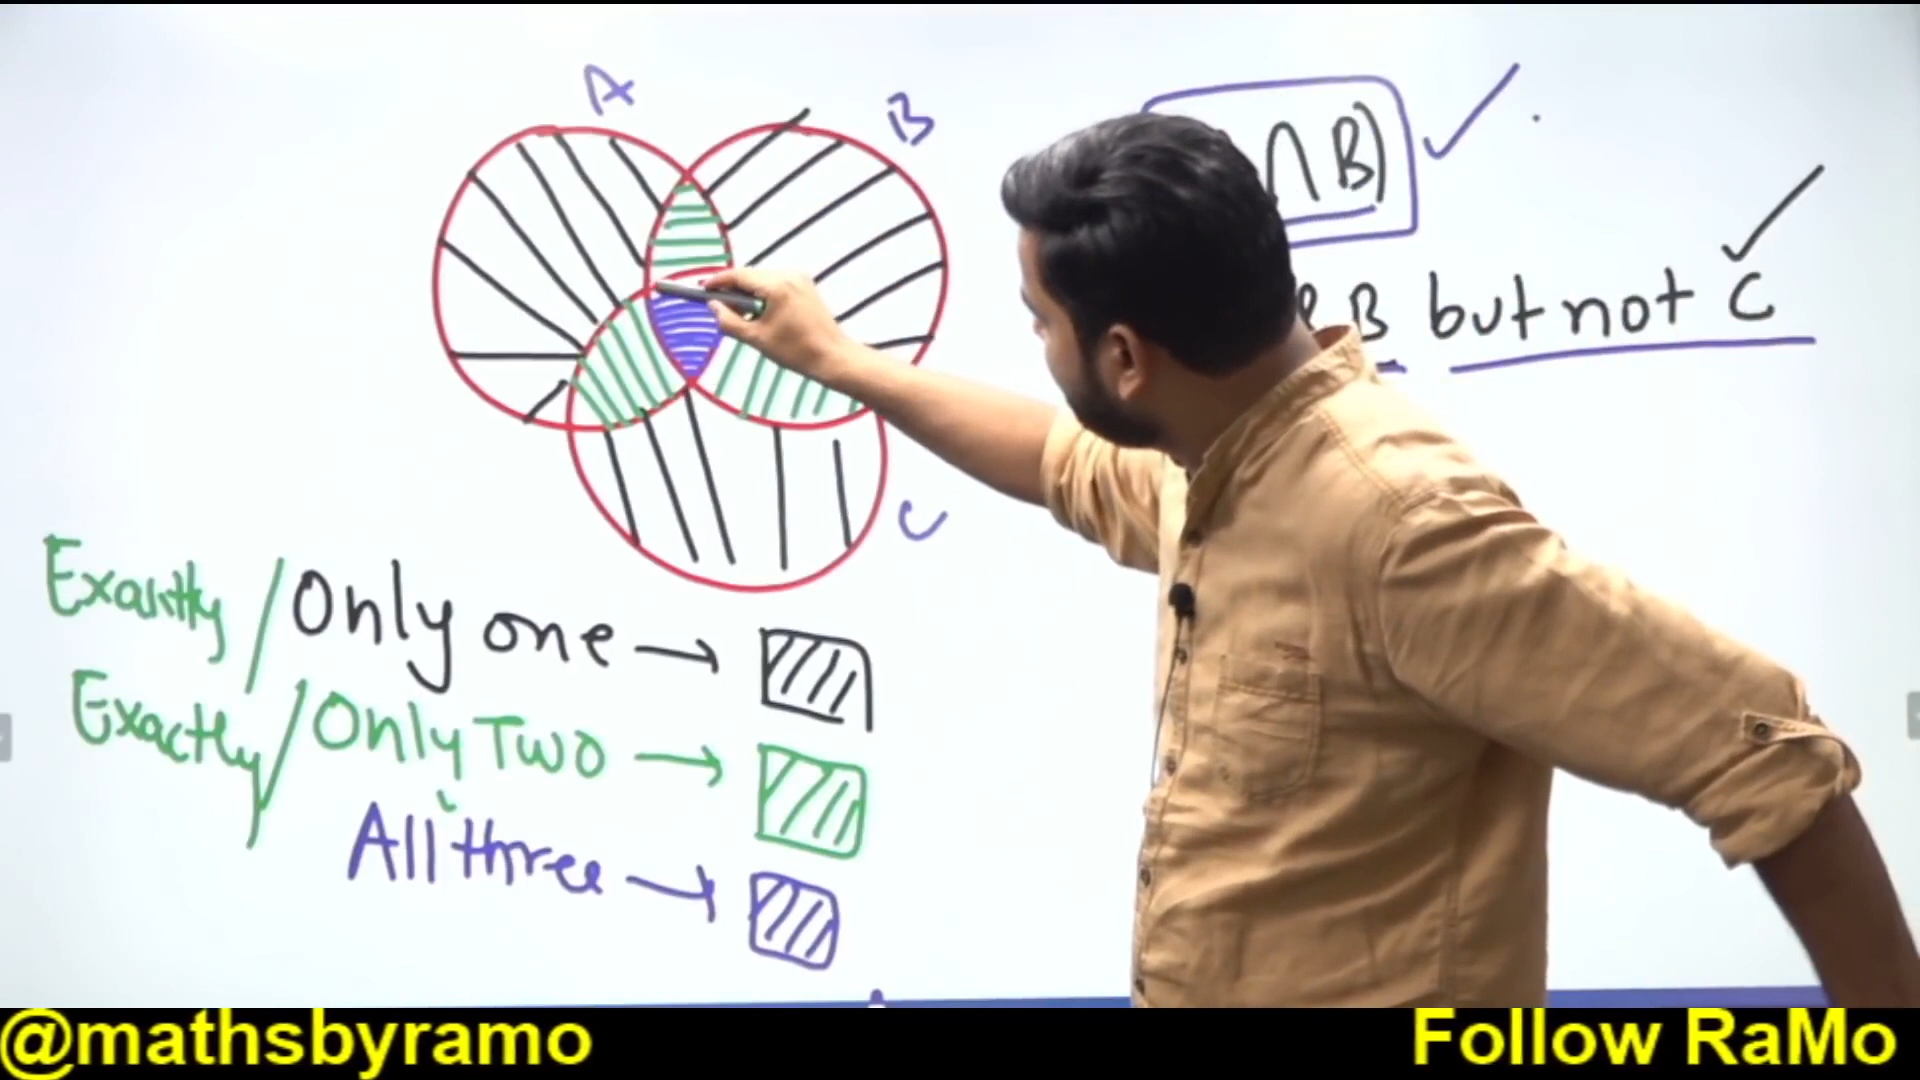 A
B
∩ B)
B but not C
C
Exactly / Only one →
Exactly / Only Two →
All three →
@mathsbyramo
Follow RaMo